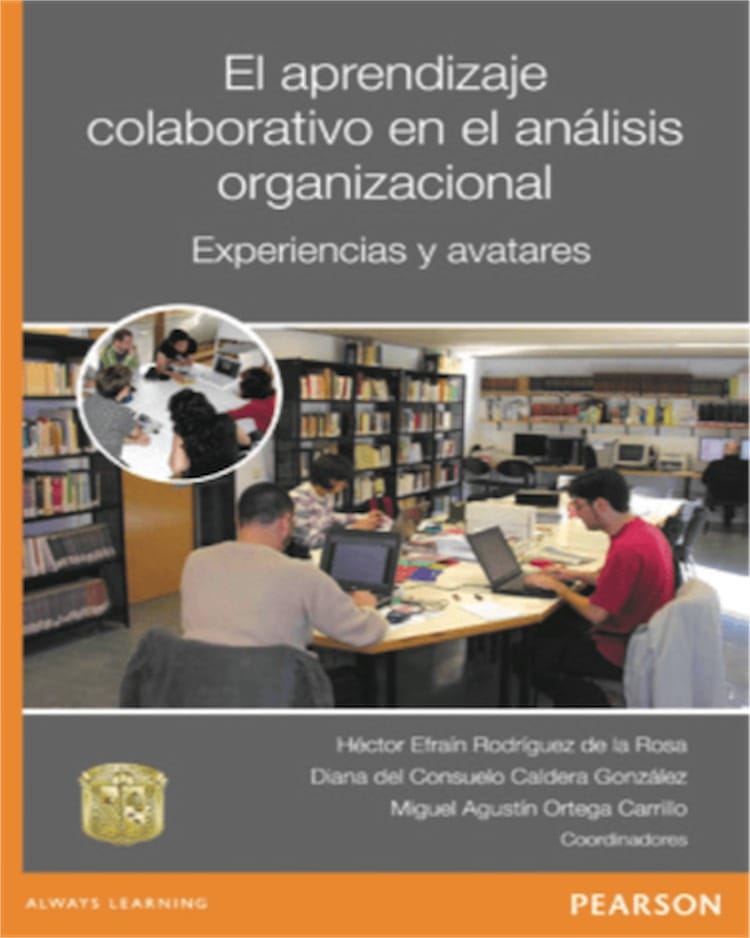 El aprendizaje
colaborativo en el análisis
organizacional
Experiencias y avatares
Héctor Efraín Rodríguez de la Rosa
Diana del Consuelo Caldera González
Miguel Agustín Ortega Carrillo
Coordinadores
ALWAYS LEARNING
PEARSON